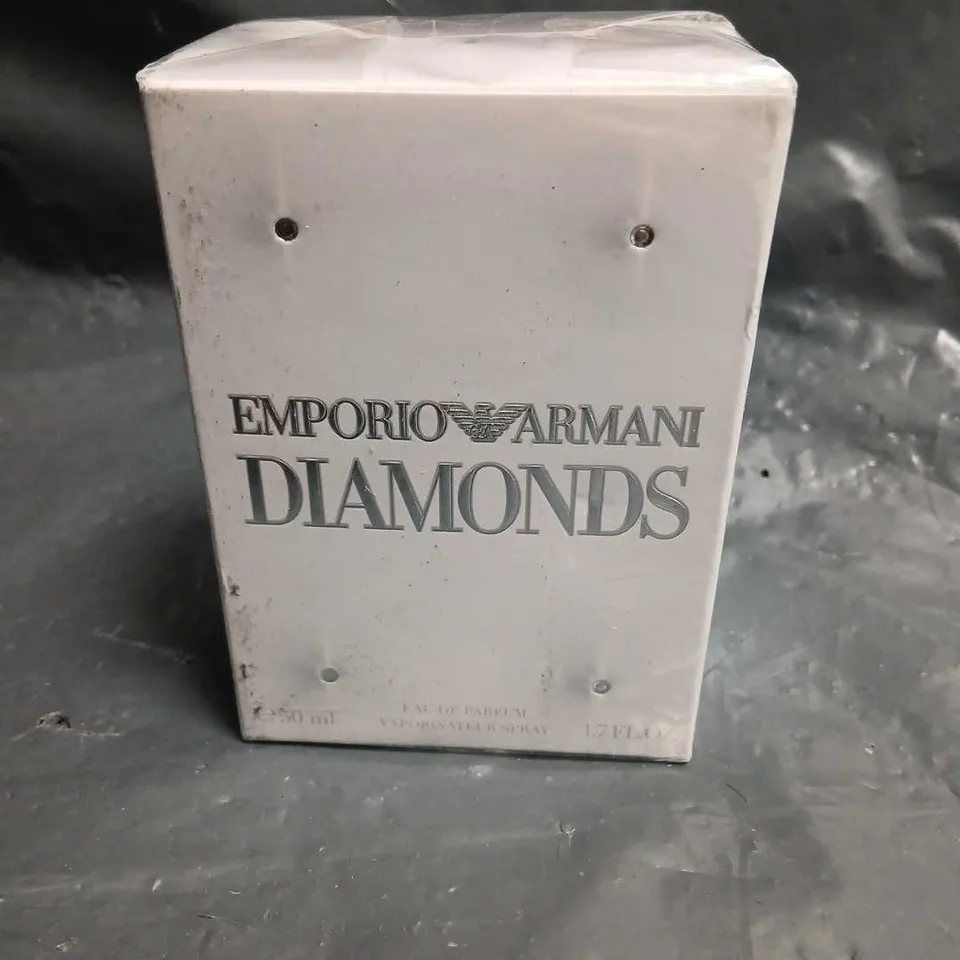 EMPORIO ARMANI
DIAMONDS
EAU DE PARFUM
℮50 ml VAPORISATEUR SPRAY 1.7 FL.OZ